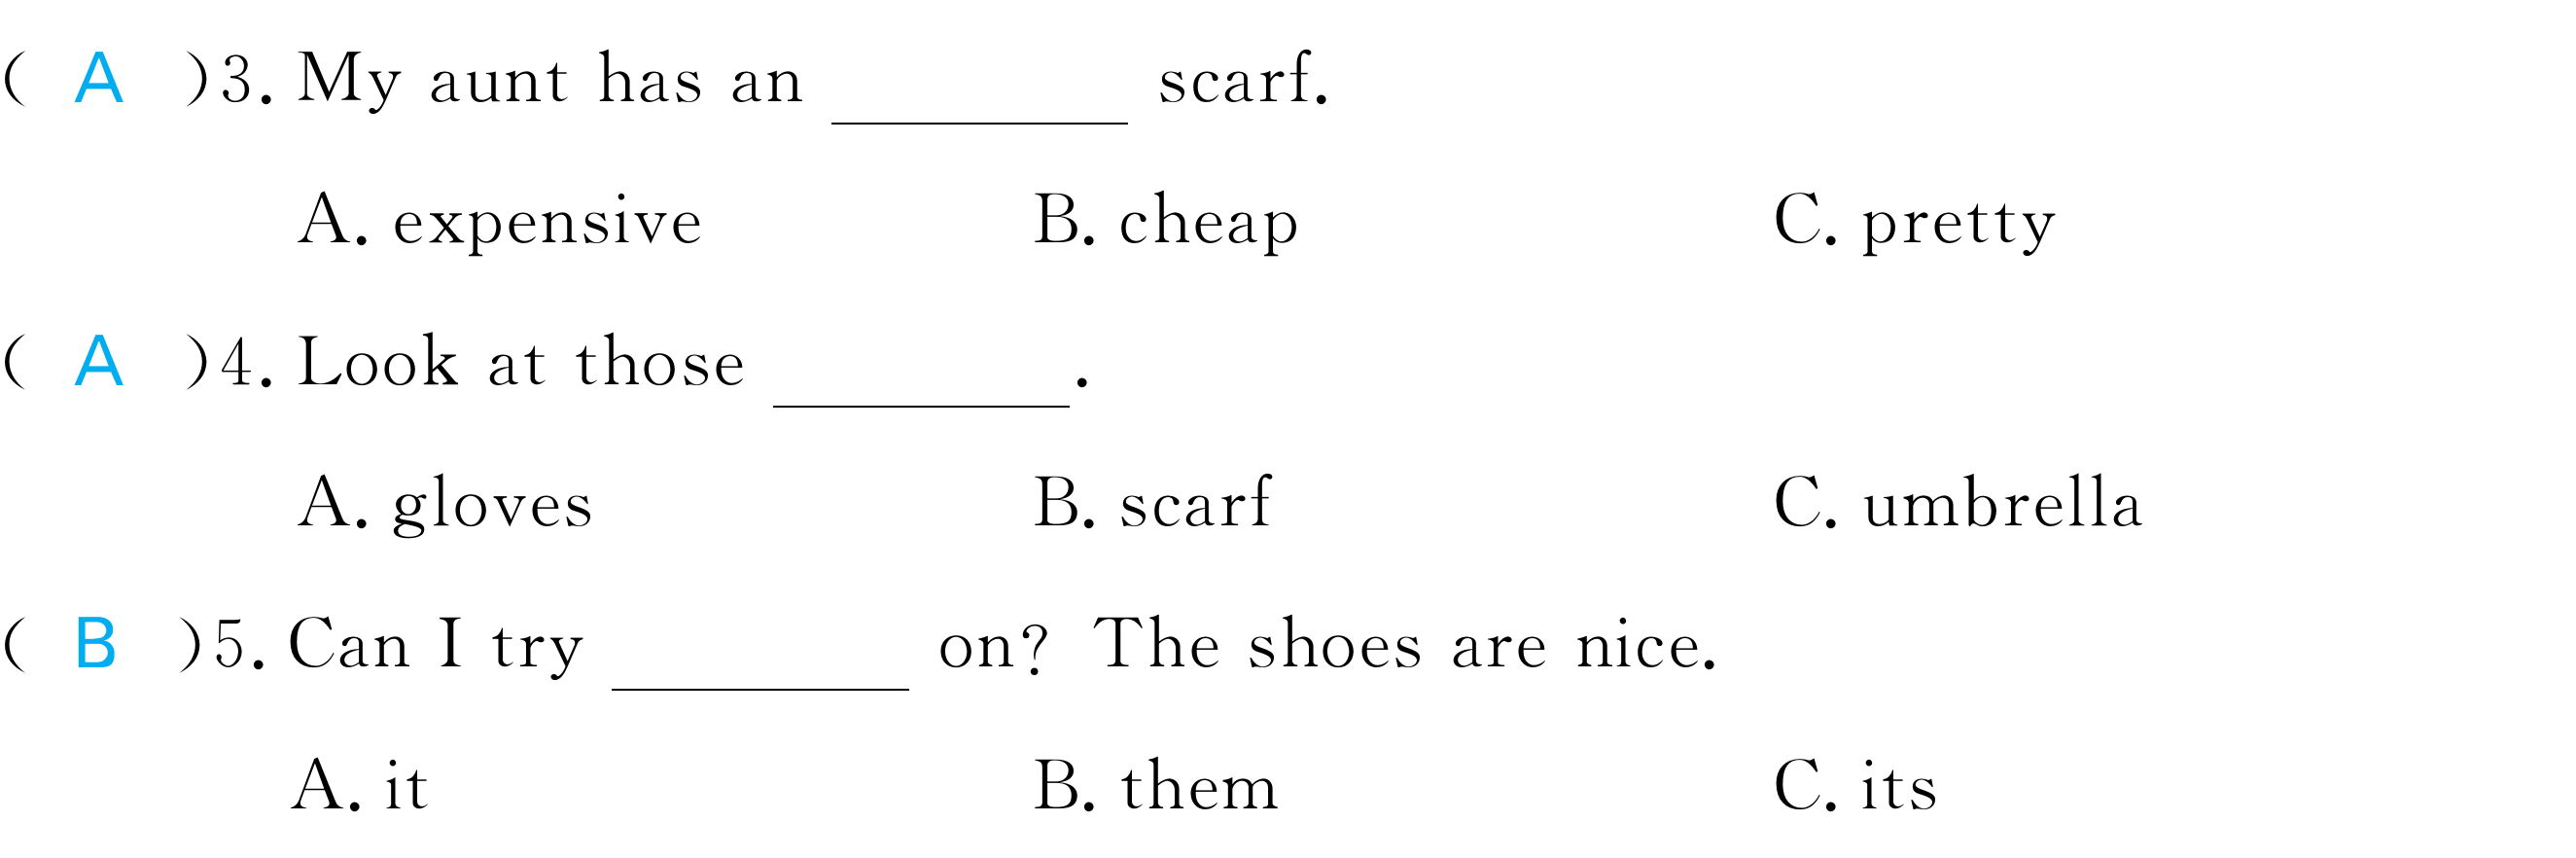 ( A )3. My aunt has an ________ scarf.
A. expensive B. cheap C. pretty
( A )4. Look at those ________.
A. gloves B. scarf C. umbrella
( B )5. Can I try ________ on? The shoes are nice.
A. it B. them C. its